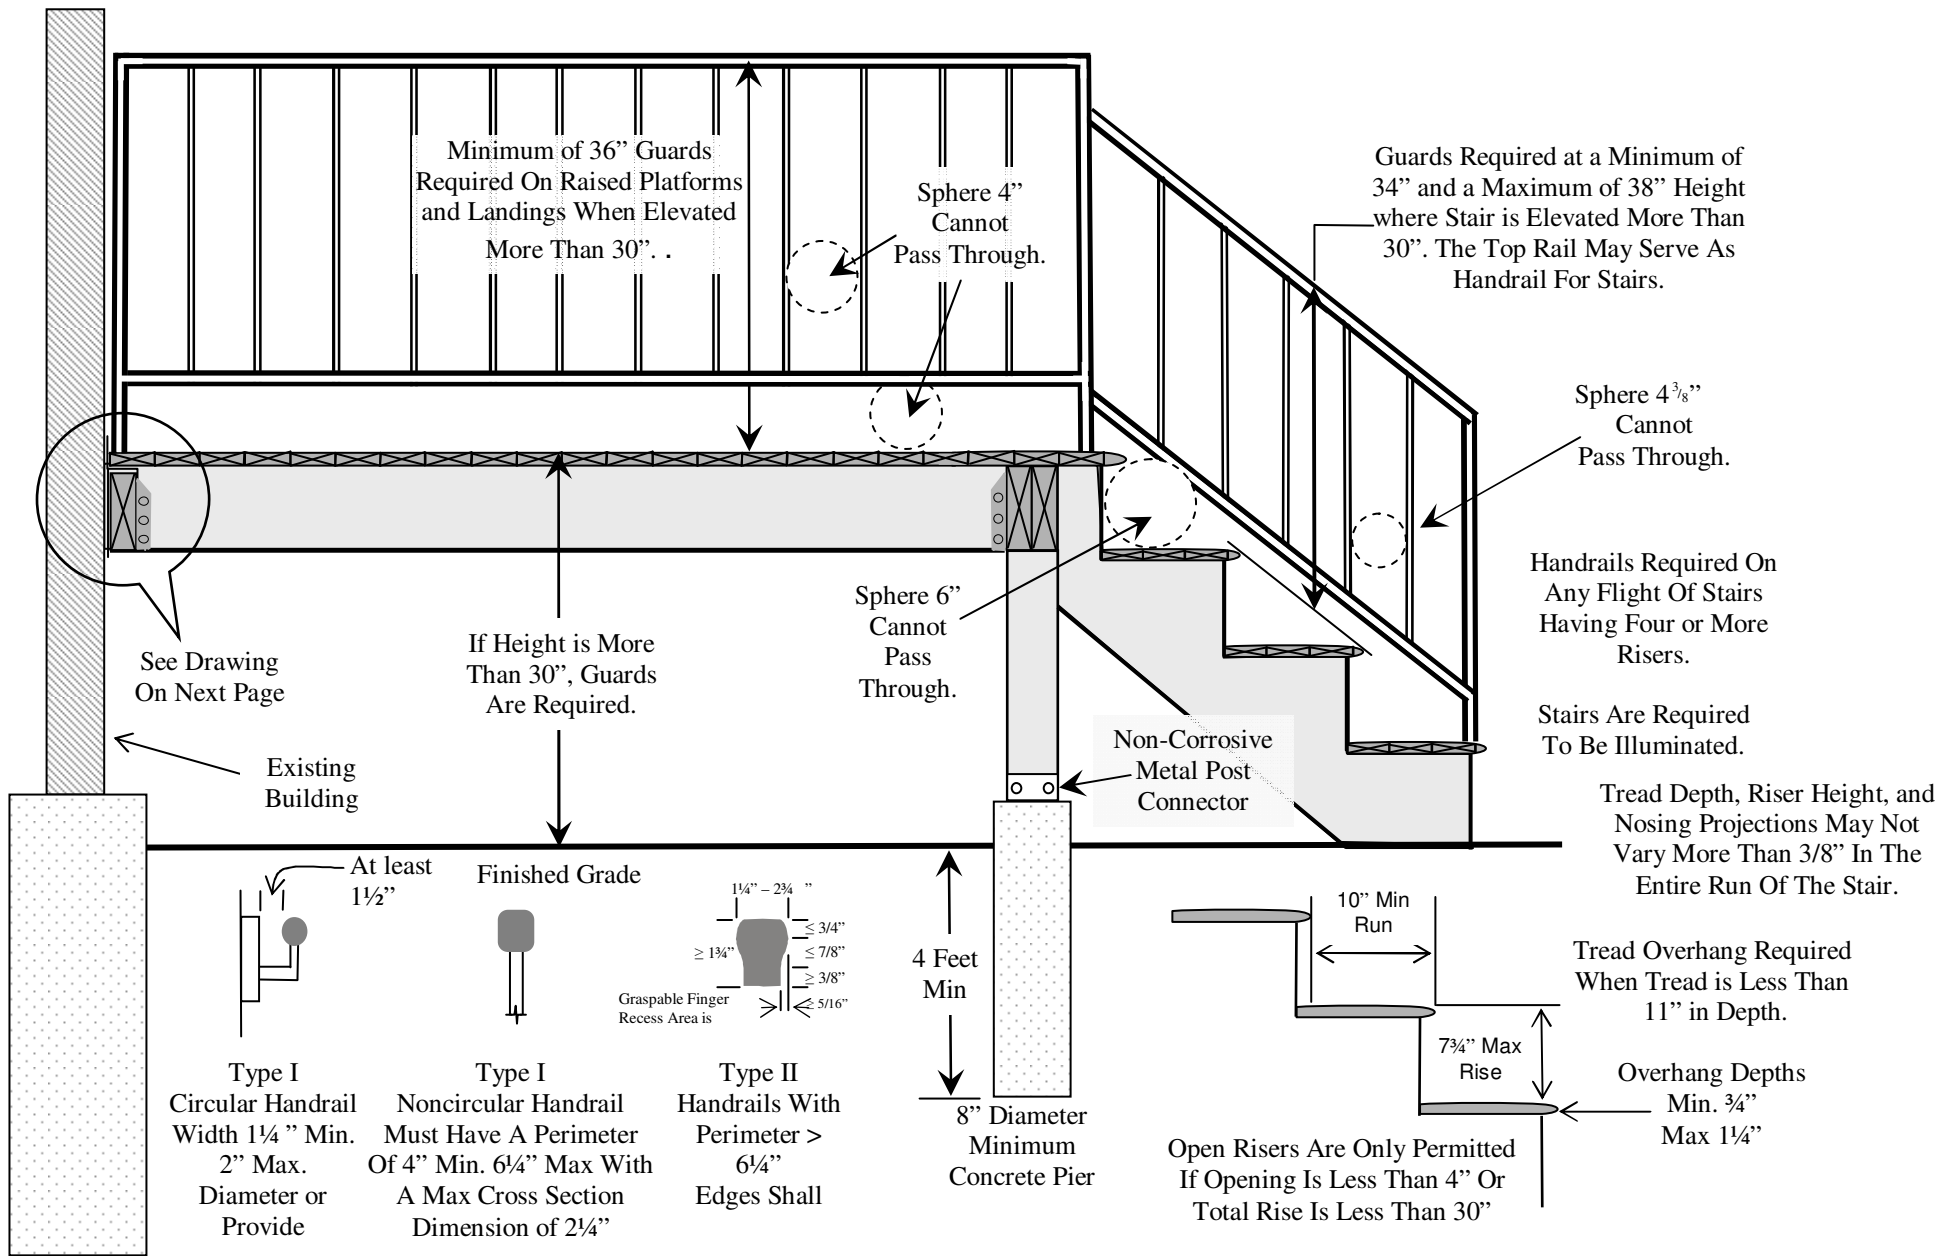 Minimum of 36” Guards
Required On Raised Platforms
and Landings When Elevated
More Than 30”. .
Sphere 4”
Cannot
Pass Through.
Guards Required at a Minimum of
34” and a Maximum of 38” Height
where Stair is Elevated More Than
30”. The Top Rail May Serve As
Handrail For Stairs.
Sphere 4 3/8”
Cannot
Pass Through.
Handrails Required On
Any Flight Of Stairs
Having Four or More
Risers.
Sphere 6”
Cannot
Pass
Through.
If Height is More
Than 30”, Guards
Are Required.
See Drawing
On Next Page
Existing
Building
Non-Corrosive
Metal Post
Connector
Stairs Are Required
To Be Illuminated.
Tread Depth, Riser Height, and
Nosing Projections May Not
Vary More Than 3/8” In The
Entire Run Of The Stair.
At least
1½”
Finished Grade
1¼” – 2¾ ”
≤ 3/4”
≥ 1¾”
≤ 7/8”
≥ 3/8”
≥ 5/16”
Graspable Finger
Recess Area is
4 Feet
Min
10” Min
Run
Tread Overhang Required
When Tread is Less Than
11” in Depth.
7¾” Max
Rise
Overhang Depths
Min. ¾”
Max 1¼”
Type I
Circular Handrail
Width 1¼ ” Min.
2” Max.
Diameter or
Provide
Type I
Noncircular Handrail
Must Have A Perimeter
Of 4” Min. 6¼” Max With
A Max Cross Section
Dimension of 2¼”
Type II
Handrails With
Perimeter >
6¼”
Edges Shall
8” Diameter
Minimum
Concrete Pier
Open Risers Are Only Permitted
If Opening Is Less Than 4” Or
Total Rise Is Less Than 30”